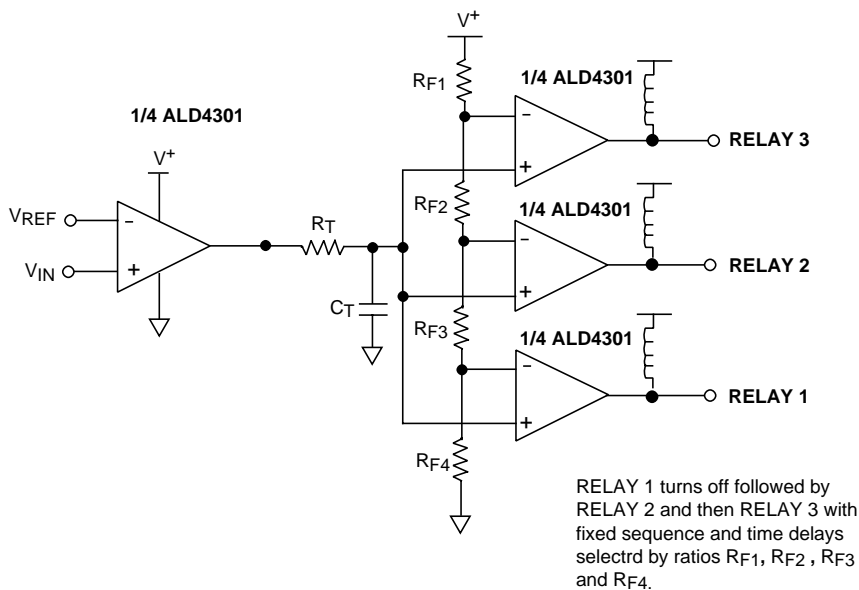 V+
1/4 ALD4301
RF1
1/4 ALD4301
−
RELAY 3
V+
+
VREF
−
RT
RF2
1/4 ALD4301
−
VIN
+
RELAY 2
CT
+
RF3
1/4 ALD4301
−
RELAY 1
+
RF4
RELAY 1 turns off followed by
RELAY 2 and then RELAY 3 with
fixed sequence and time delays
selectrd by ratios RF1, RF2 , RF3
and RF4.